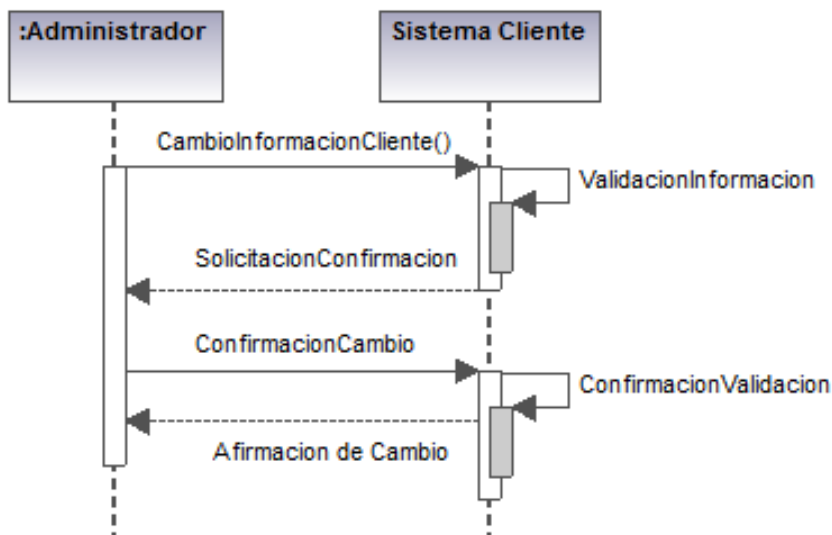 :Administrador
Sistema Cliente
CambioInformacionCliente()
ValidacionInformacion
SolicitacionConfirmacion
ConfirmacionCambio
ConfirmacionValidacion
Afirmacion de Cambio